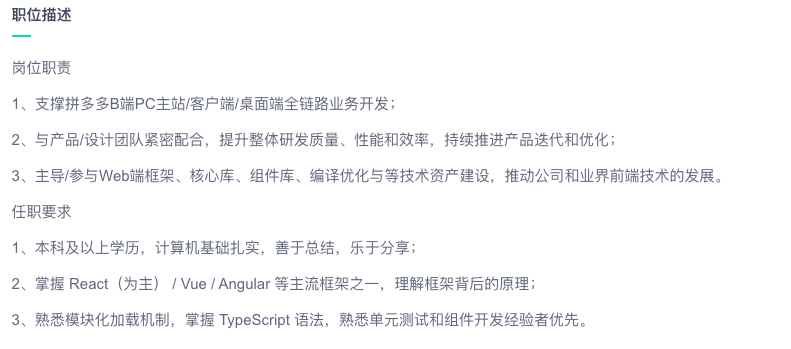 职位描述
岗位职责
1、支撑拼多多B端PC主站/客户端/桌面端全链路业务开发；
2、与产品/设计团队紧密配合，提升整体研发质量、性能和效率，持续推进产品迭代和优化；
3、主导/参与Web端框架、核心库、组件库、编译优化与等技术资产建设，推动公司和业界前端技术的发展。
任职要求
1、本科及以上学历，计算机基础扎实，善于总结，乐于分享；
2、掌握 React（为主） / Vue / Angular 等主流框架之一，理解框架背后的原理；
3、熟悉模块化加载机制，掌握 TypeScript 语法，熟悉单元测试和组件开发经验者优先。